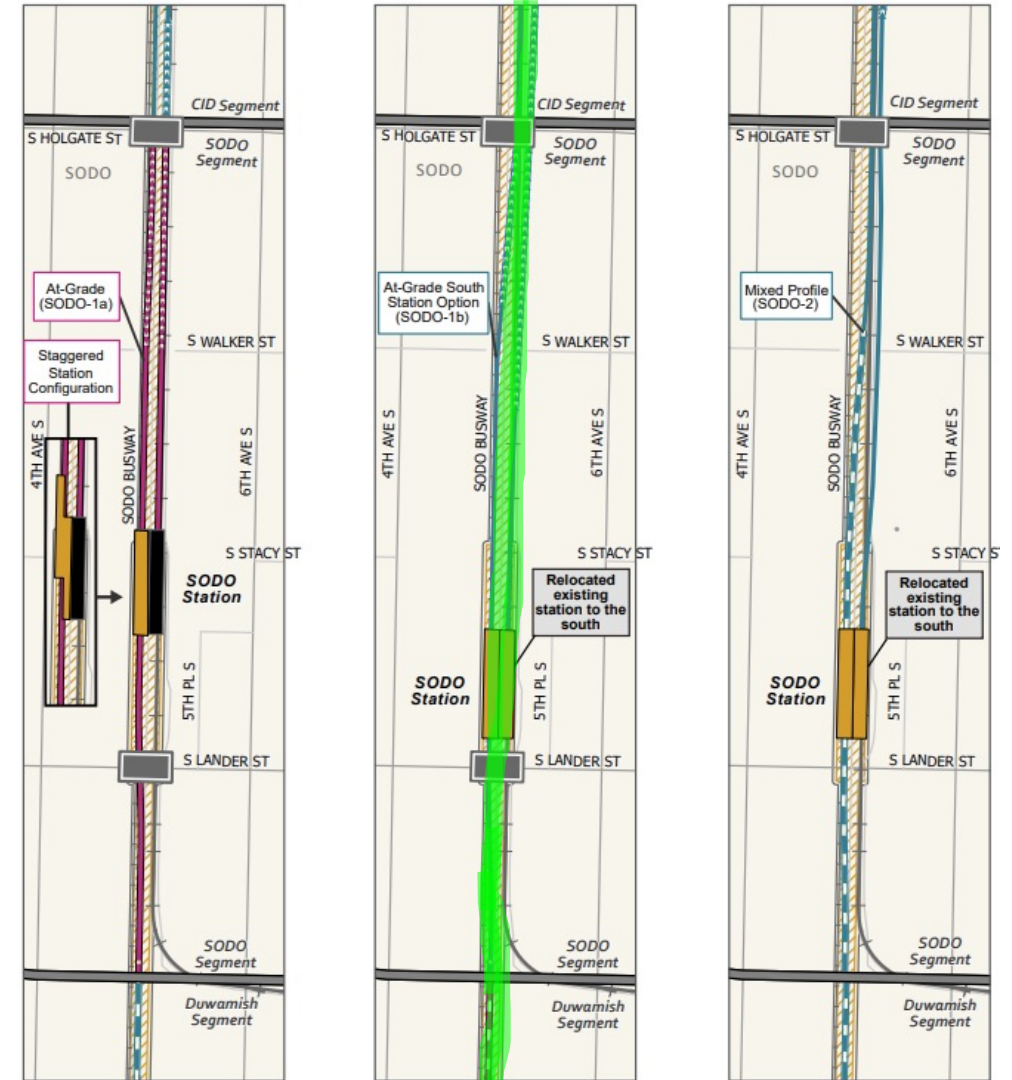 CID Segment
S HOLGATE ST
SODO
Segment
SODO
At-Grade
(SODO-1a)
S WALKER ST
Staggered
Station
Configuration
4TH AVE S
SODO BUSWAY
6TH AVE S
S STACY ST
SODO
Station
5TH PL S
S LANDER ST
SODO
Segment
Duwamish
Segment
CID Segment
S HOLGATE ST
SODO
Segment
SODO
At-Grade South
Station Option
(SODO-1b)
S WALKER ST
4TH AVE S
SODO BUSWAY
6TH AVE S
S STACY ST
Relocated
existing
station to the
south
SODO
Station
5TH PL S
S LANDER ST
SODO
Segment
Duwamish
Segment
CID Segment
S HOLGATE ST
SODO
Segment
SODO
Mixed Profile
(SODO-2)
S WALKER ST
4TH AVE S
SODO BUSWAY
6TH AVE S
S STACY ST
Relocated
existing
station to the
south
SODO
Station
5TH PL S
S LANDER ST
SODO
Segment
Duwamish
Segment